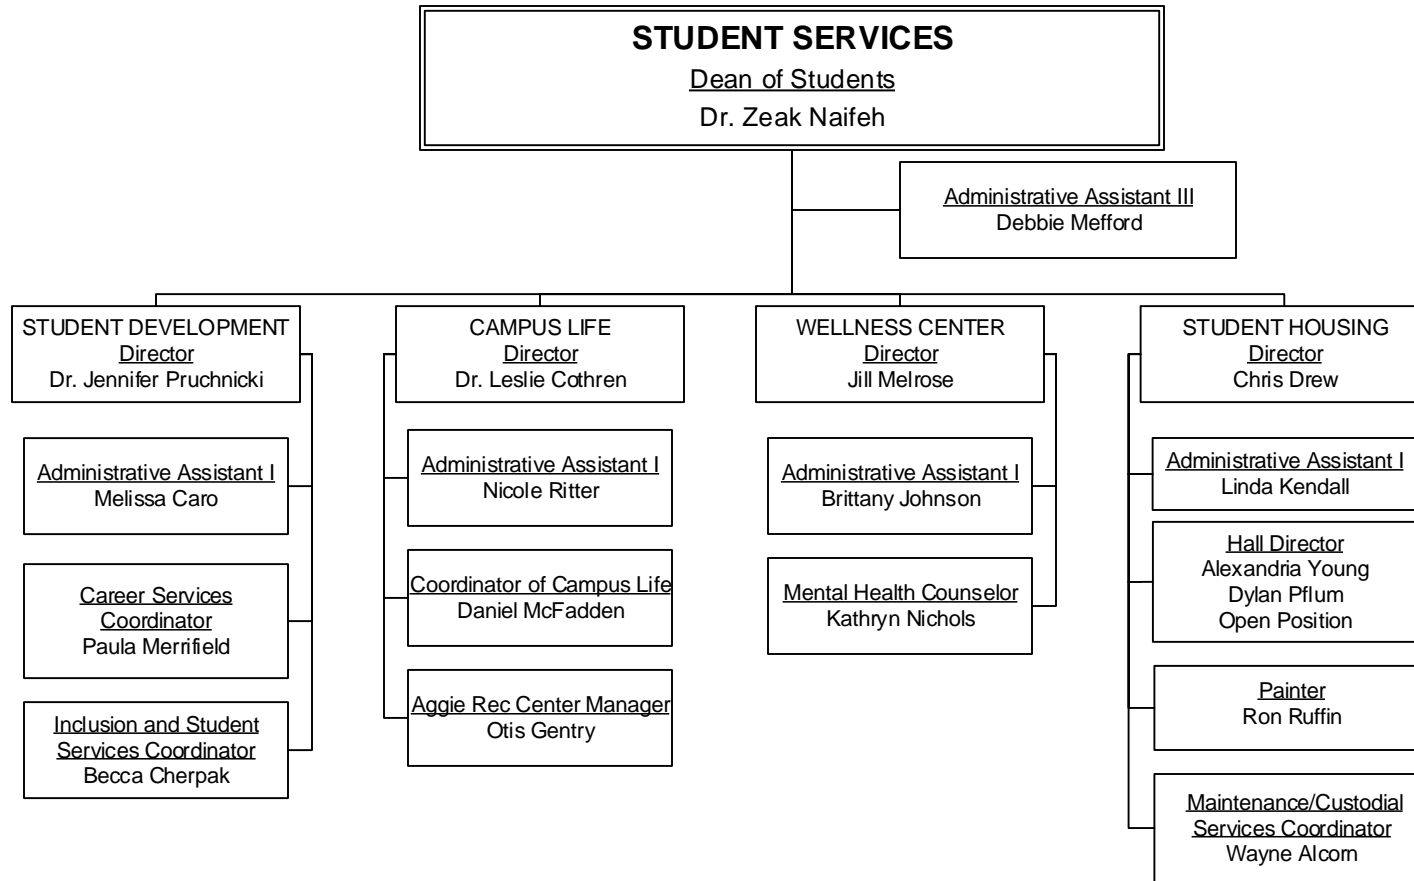 STUDENT SERVICES
Dean of Students
Dr. Zeak Naifeh
Administrative Assistant III
Debbie Mefford
STUDENT DEVELOPMENT
Director
Dr. Jennifer Pruchnicki
Administrative Assistant I
Melissa Caro
Career Services
Coordinator
Paula Merrifield
Inclusion and Student
Services Coordinator
Becca Cherpak
CAMPUS LIFE
Director
Dr. Leslie Cothren
Administrative Assistant I
Nicole Ritter
Coordinator of Campus Life
Daniel McFadden
Aggie Rec Center Manager
Otis Gentry
WELLNESS CENTER
Director
Jill Melrose
Administrative Assistant I
Brittany Johnson
Mental Health Counselor
Kathryn Nichols
STUDENT HOUSING
Director
Chris Drew
Administrative Assistant I
Linda Kendall
Hall Director
Alexandria Young
Dylan Pflum
Open Position
Painter
Ron Ruffin
Maintenance/Custodial
Services Coordinator
Wayne Alcorn